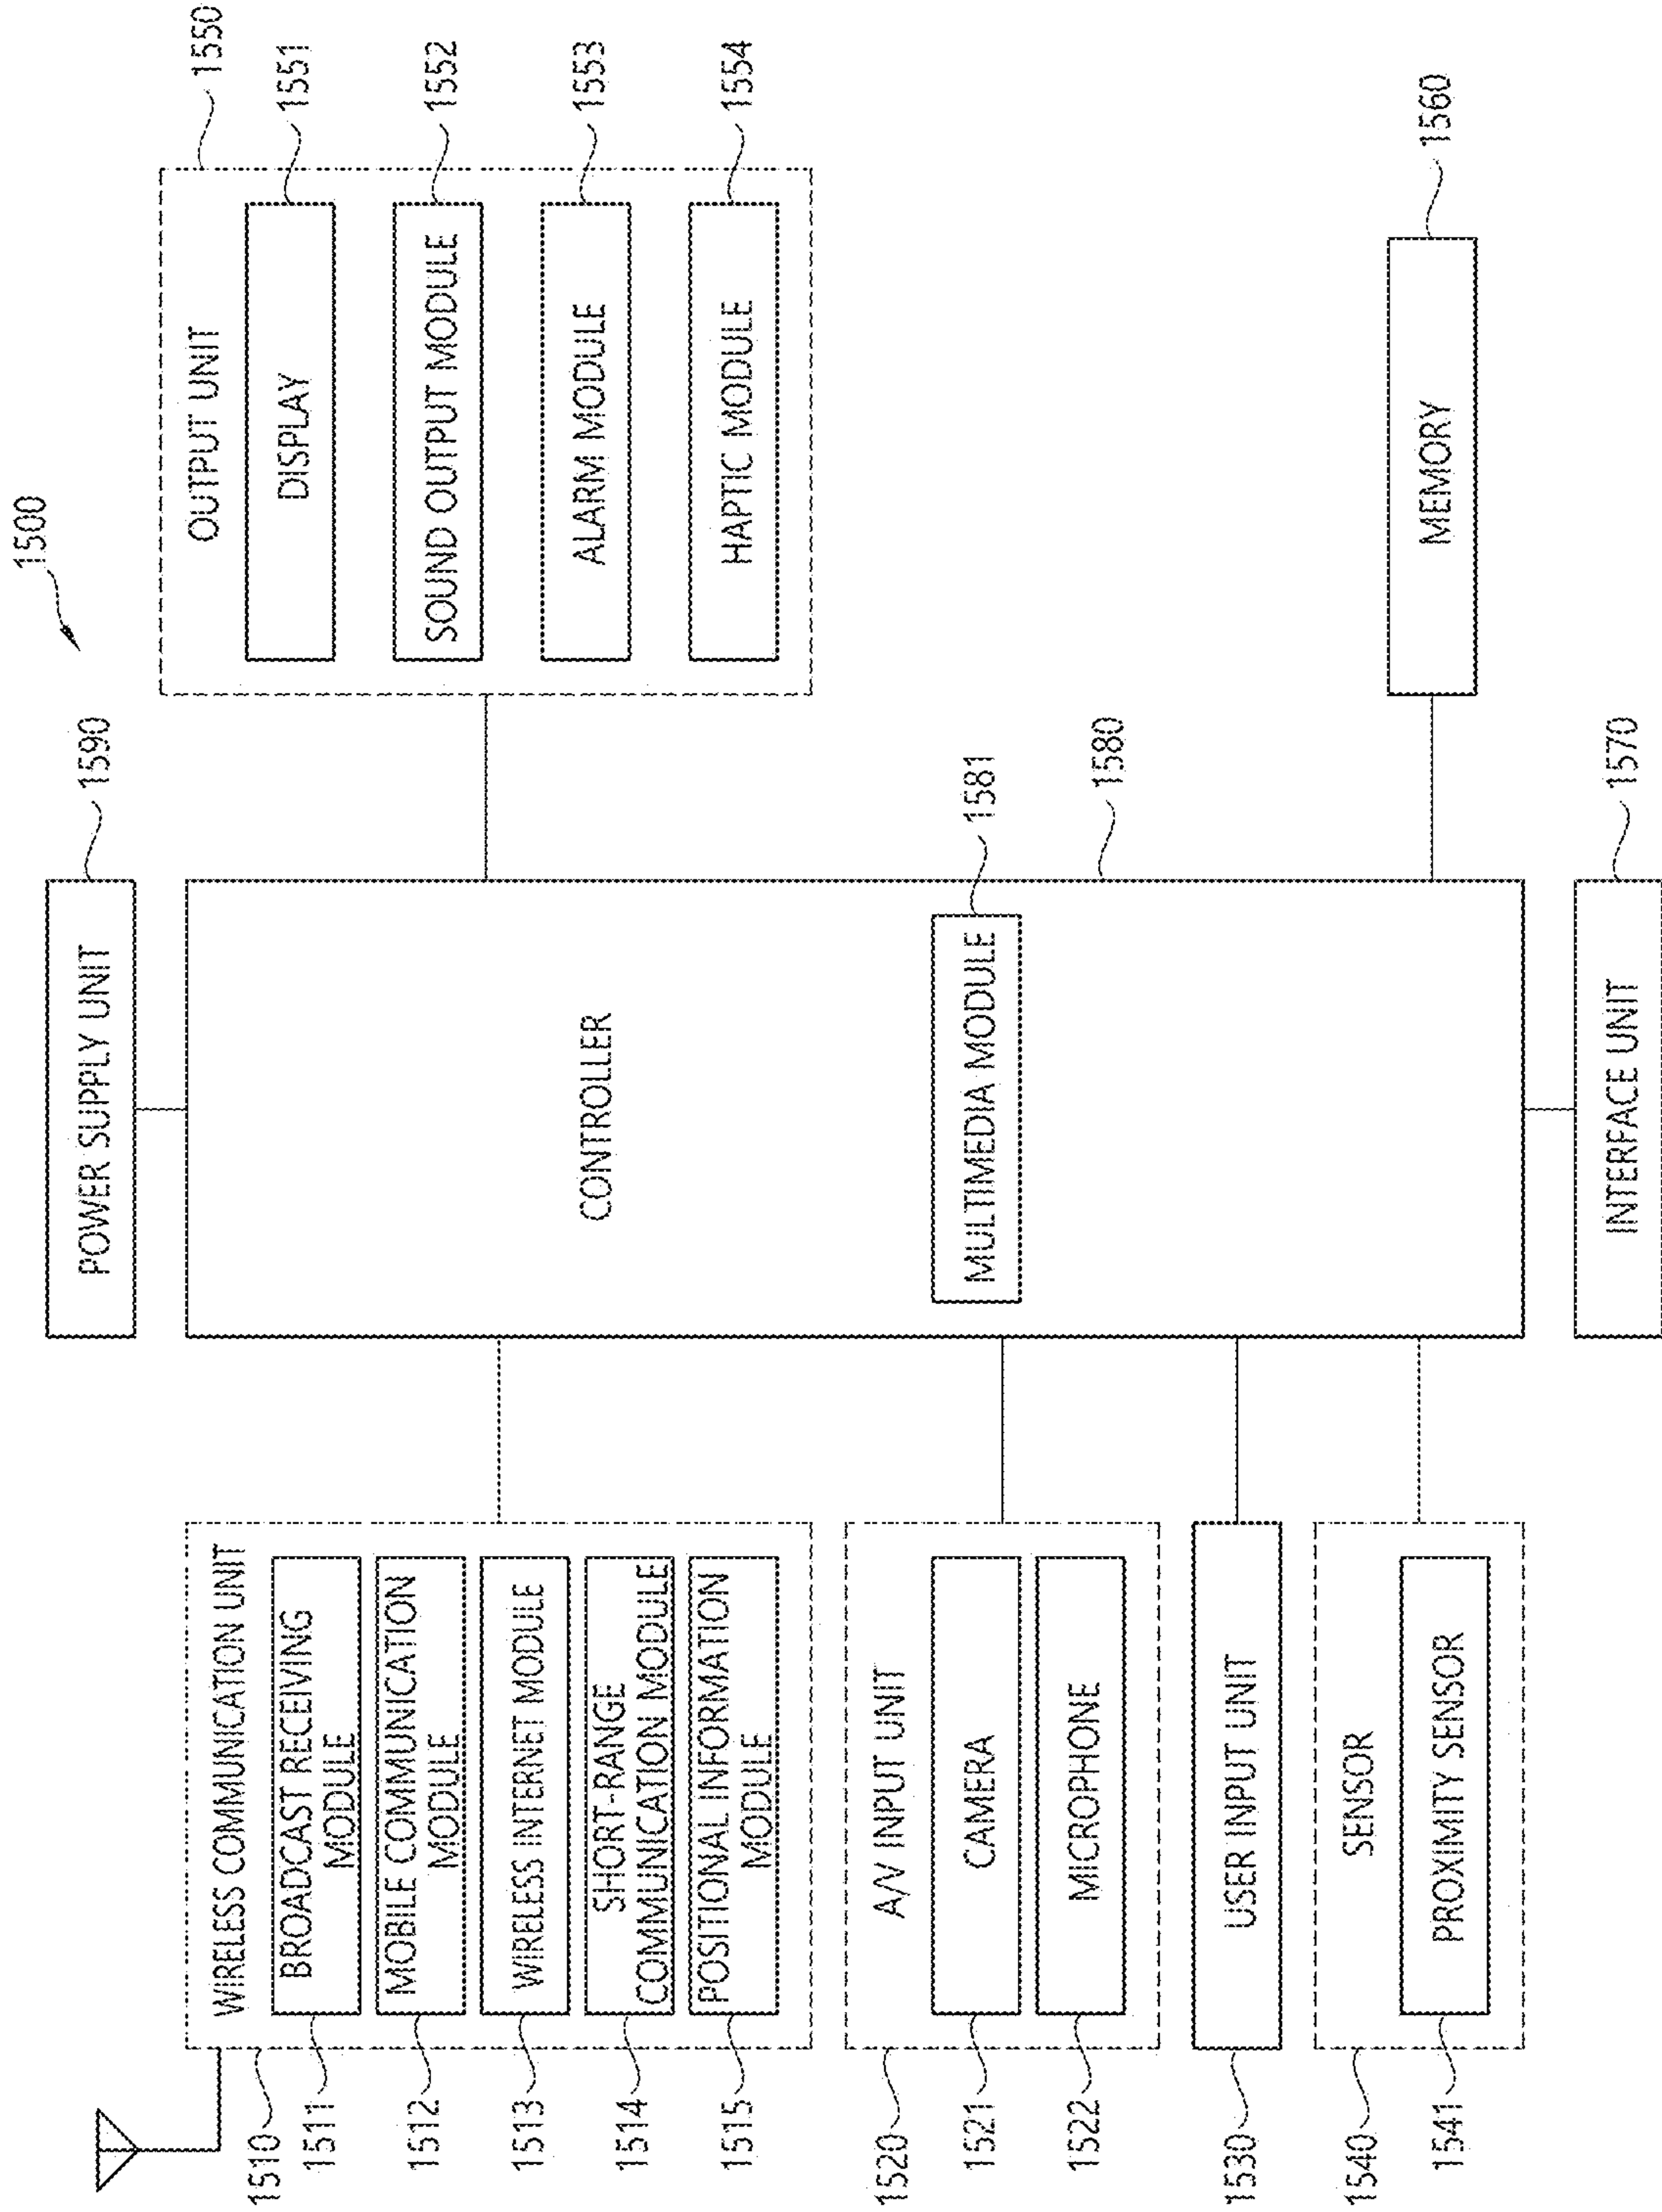 1500
POWER SUPPLY UNIT
1590
WIRELESS COMMUNICATION UNIT
1510
BROADCAST RECEIVING
MODULE
1511
MOBILE COMMUNICATION
MODULE
1512
WIRELESS INTERNET MODULE
1513
SHORT-RANGE
COMMUNICATION MODULE
1514
POSITIONAL INFORMATION
MODULE
1515
A/V INPUT UNIT
1520
CAMERA
1521
MICROPHONE
1522
USER INPUT UNIT
1530
SENSOR
1540
PROXIMITY SENSOR
1541
CONTROLLER
1580
MULTIMEDIA MODULE
1581
OUTPUT UNIT
1550
DISPLAY
1551
SOUND OUTPUT MODULE
1552
ALARM MODULE
1553
HAPTIC MODULE
1554
MEMORY
1560
INTERFACE UNIT
1570